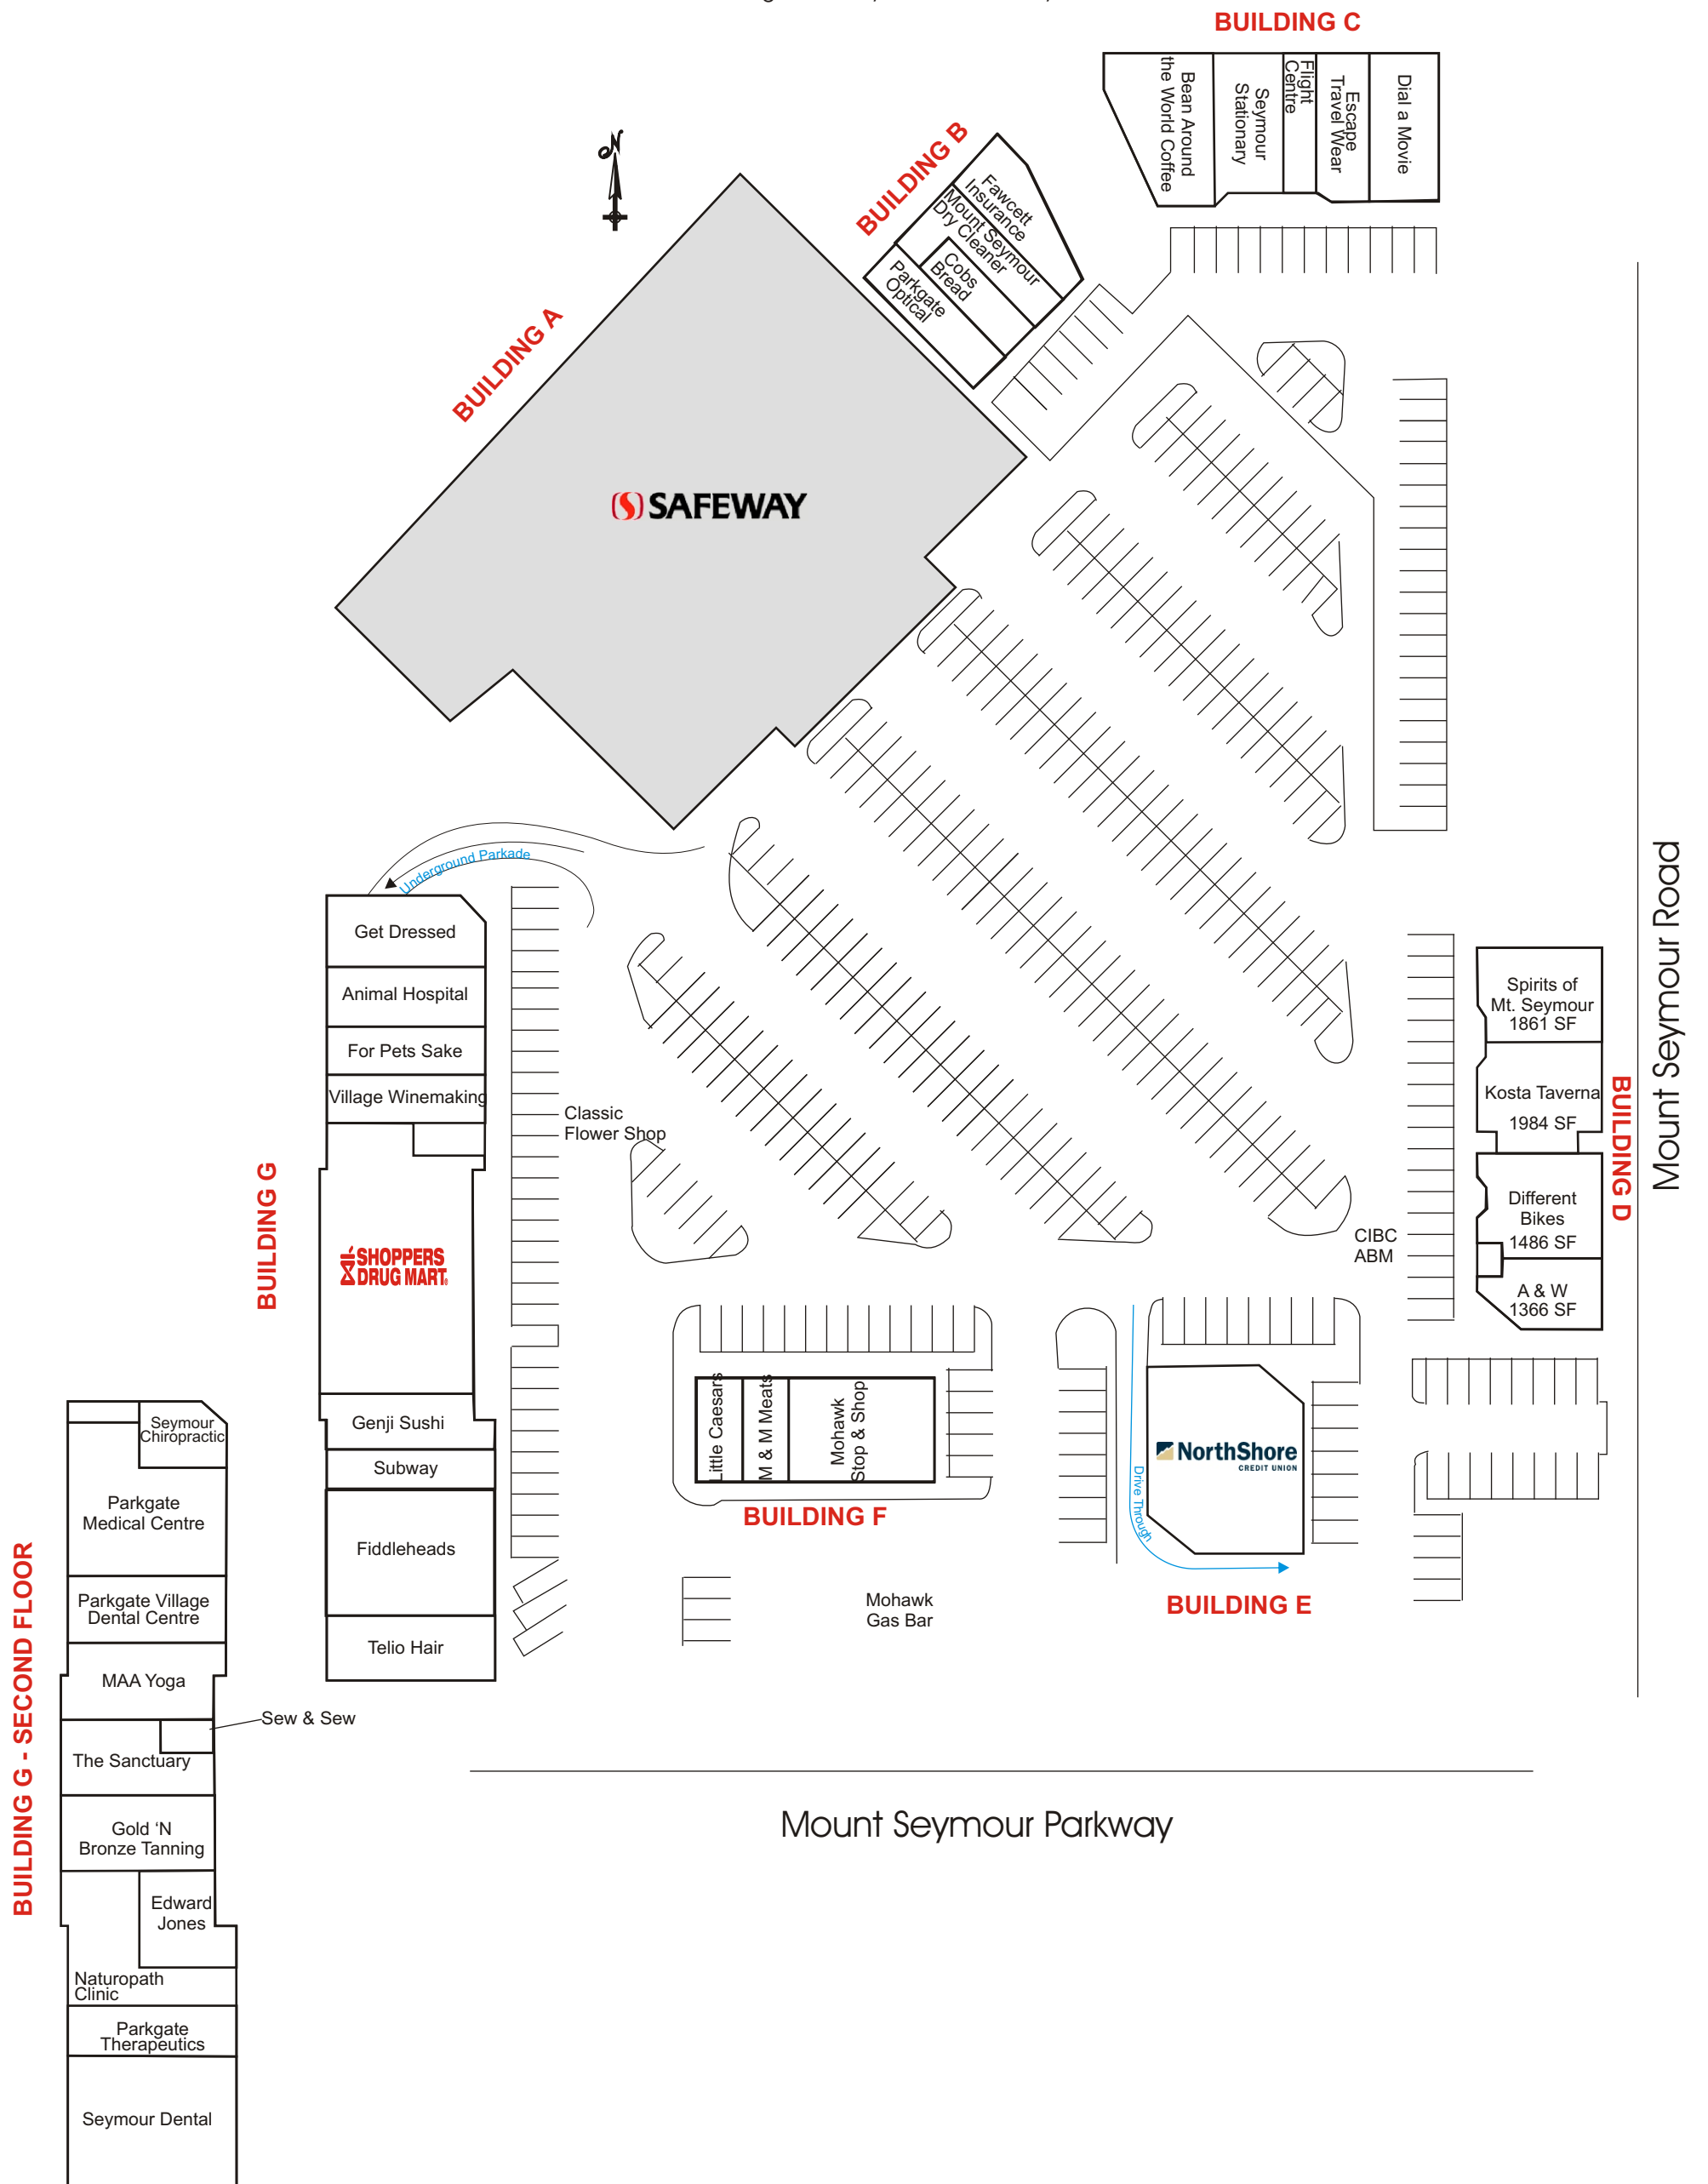 BUILDING C
Bean Around
the World Coffee
Seymour
Stationary
Flight
Centre
Escape
Travel Wear
Dial a Movie
N
BUILDING B
Fawcett
Insurance
Mount Seymour
Dry Cleaner
Cobs
Bread
Parkgate
Optical
BUILDING A
SAFEWAY
Underground Parkade
Get Dressed
Animal Hospital
For Pets Sake
Village Winemaking
Classic
Flower Shop
BUILDING G
SHOPPERS
DRUG MART
Genji Sushi
Subway
Fiddleheads
Telio Hair
Mount Seymour Road
BUILDING D
Spirits of
Mt. Seymour
1861 SF
Kosta Taverna
1984 SF
Different
Bikes
1486 SF
A & W
1366 SF
CIBC
ABM
Little Caesars
M & M Meats
Mohawk
Stop & Shop
BUILDING F
Drive Through
NorthShore
CREDIT UNION
BUILDING E
Mohawk
Gas Bar
BUILDING G - SECOND FLOOR
Seymour
Chiropractic
Parkgate
Medical Centre
Parkgate Village
Dental Centre
MAA Yoga
Sew & Sew
The Sanctuary
Gold ‘N
Bronze Tanning
Edward
Jones
Naturopath
Clinic
Parkgate
Therapeutics
Seymour Dental
Mount Seymour Parkway